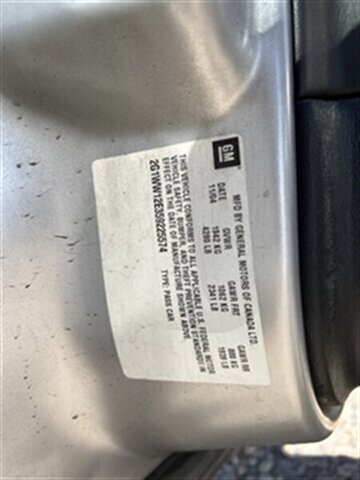 GM
MFD BY GENERAL MOTORS OF CANADA LTD.
DATE GVWR GAWR FRT GAWR RR
11/04 1942 KG 1062 KG 880 KG
4280 LB 2341 LB 1939 LB
THIS VEHICLE CONFORMS TO ALL APPLICABLE U.S. FEDERAL MOTOR
VEHICLE SAFETY, BUMPER, AND THEFT PREVENTION STANDARDS IN
EFFECT ON THE DATE OF MANUFACTURE SHOWN ABOVE.
2G1WW12E359225574 TYPE: PASS CAR